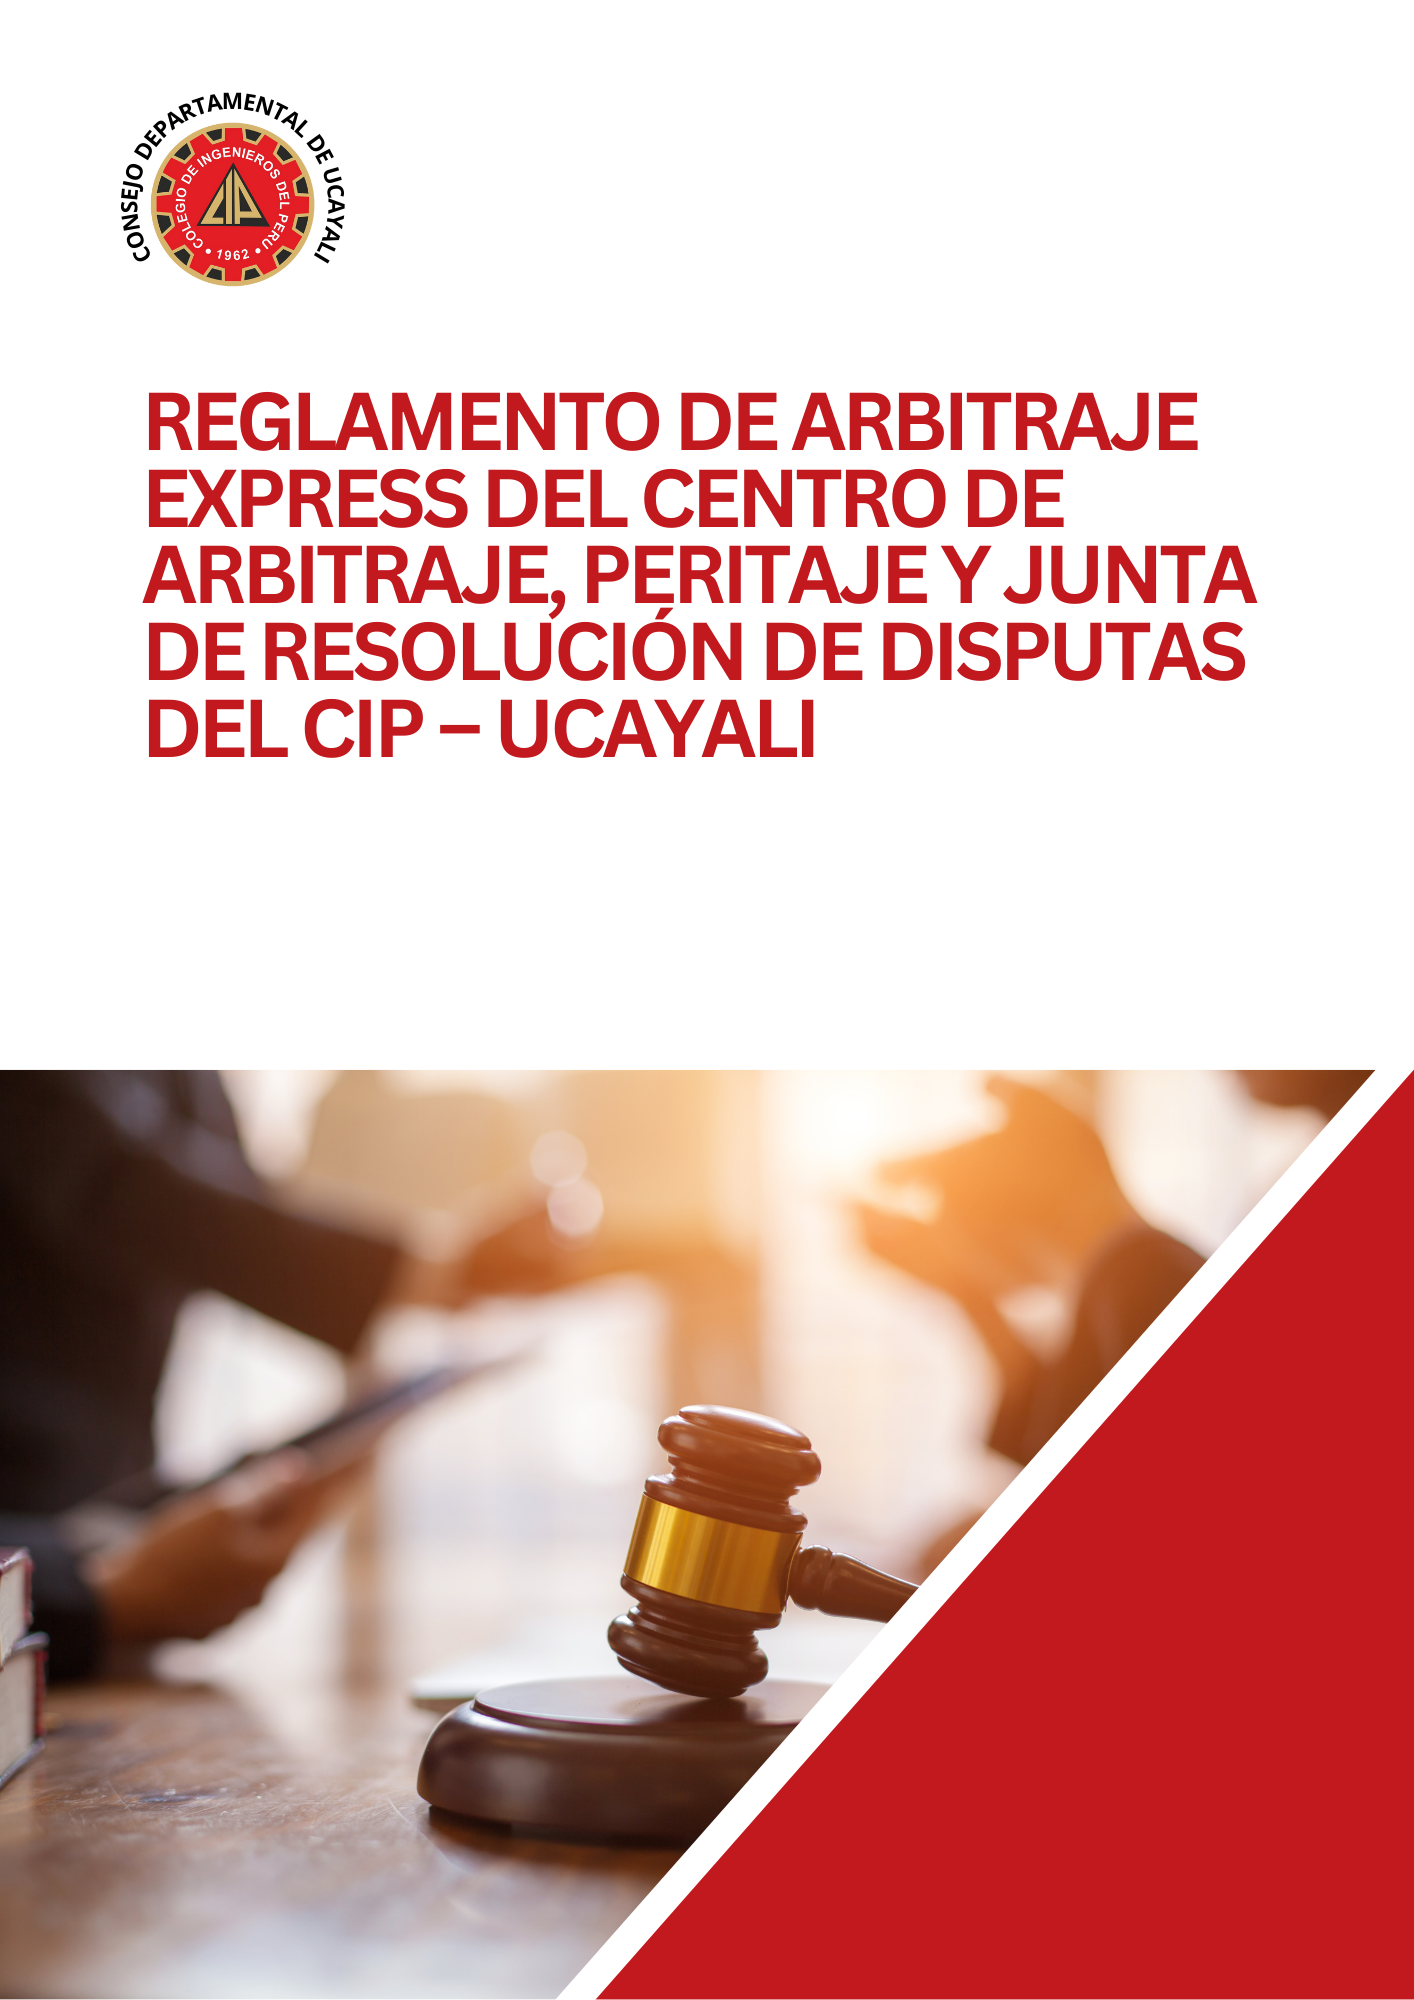 CONSEJO DEPARTAMENTAL DE UCAYALI
COLEGIO DE INGENIEROS DEL PERU
CIP
• 1962 •
REGLAMENTO DE ARBITRAJE
EXPRESS DEL CENTRO DE
ARBITRAJE, PERITAJE Y JUNTA
DE RESOLUCIÓN DE DISPUTAS
DEL CIP – UCAYALI